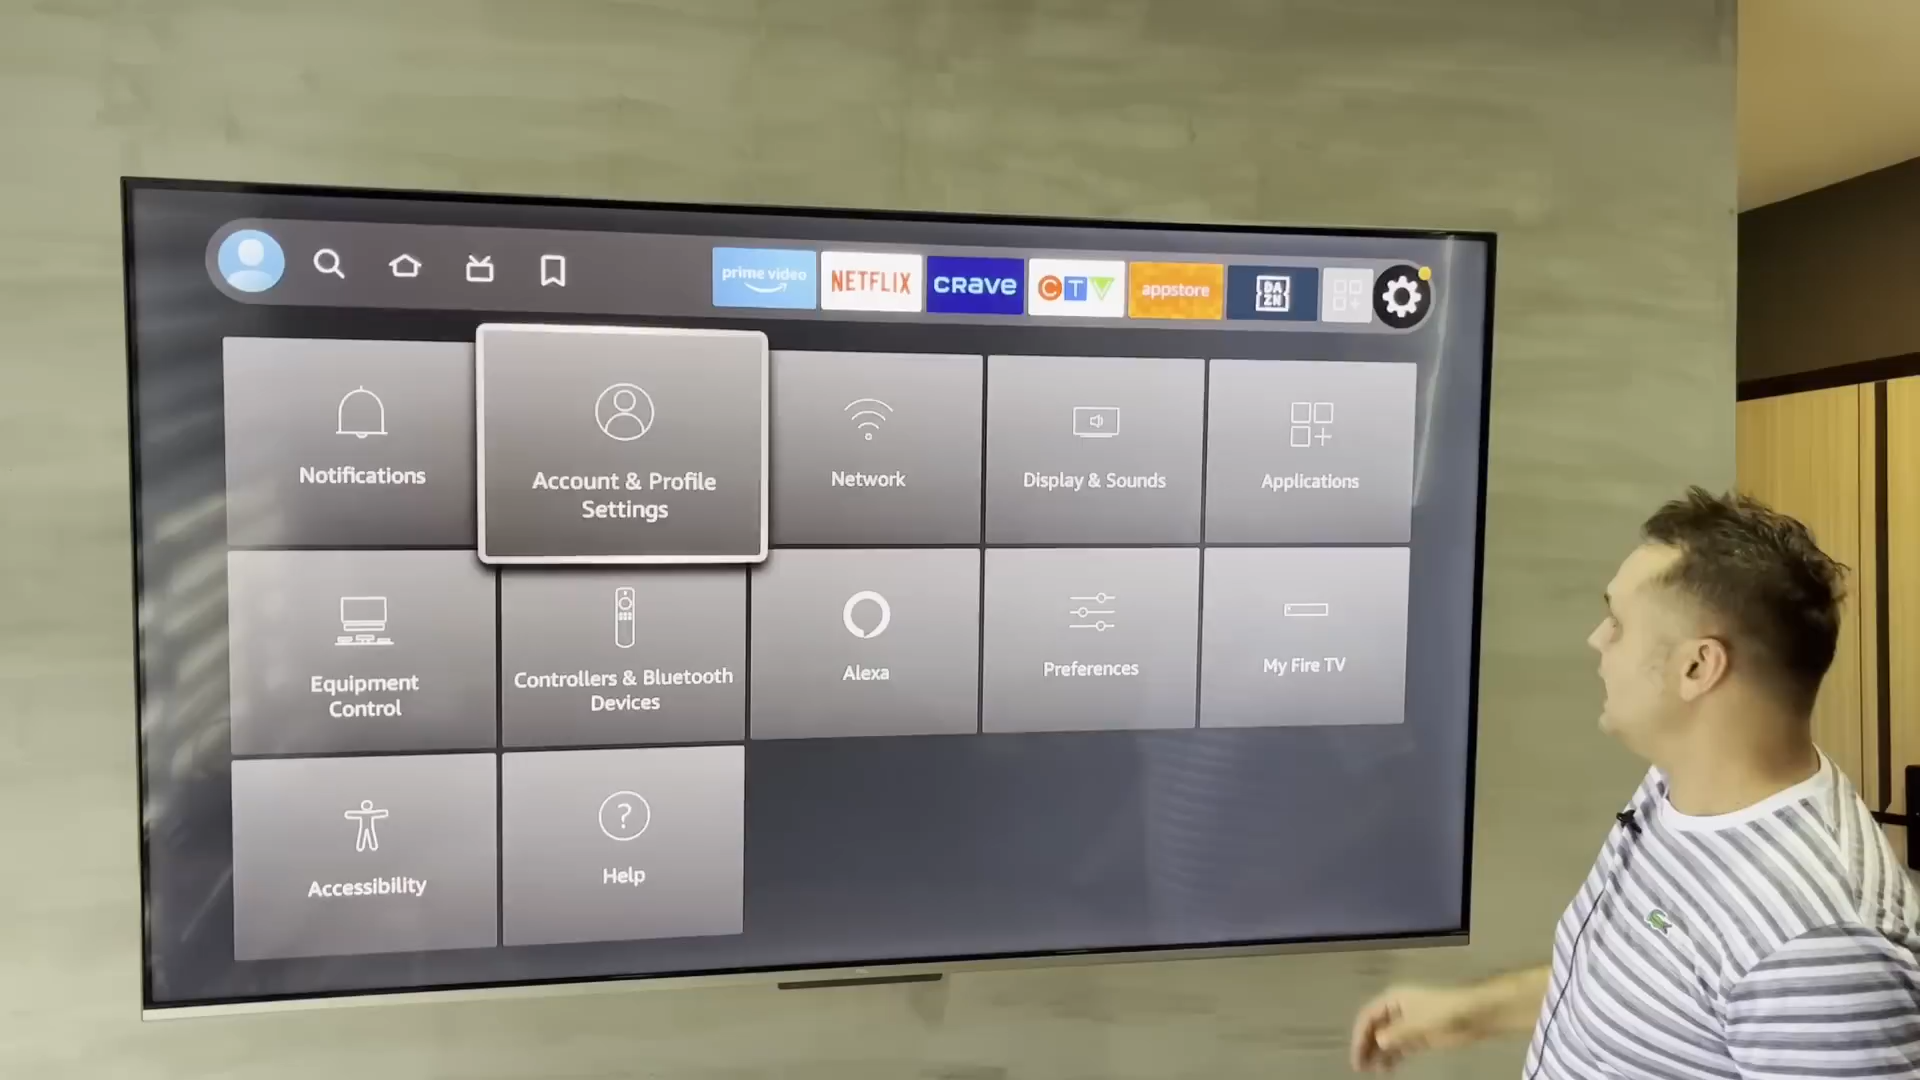 prime video
NETFLIX
CRAVE
CTV
appstore
DAZN
Notifications
Account & Profile
Settings
Network
Display & Sounds
Applications
Equipment
Control
Controllers & Bluetooth
Devices
Alexa
Preferences
My Fire TV
Accessibility
?
Help